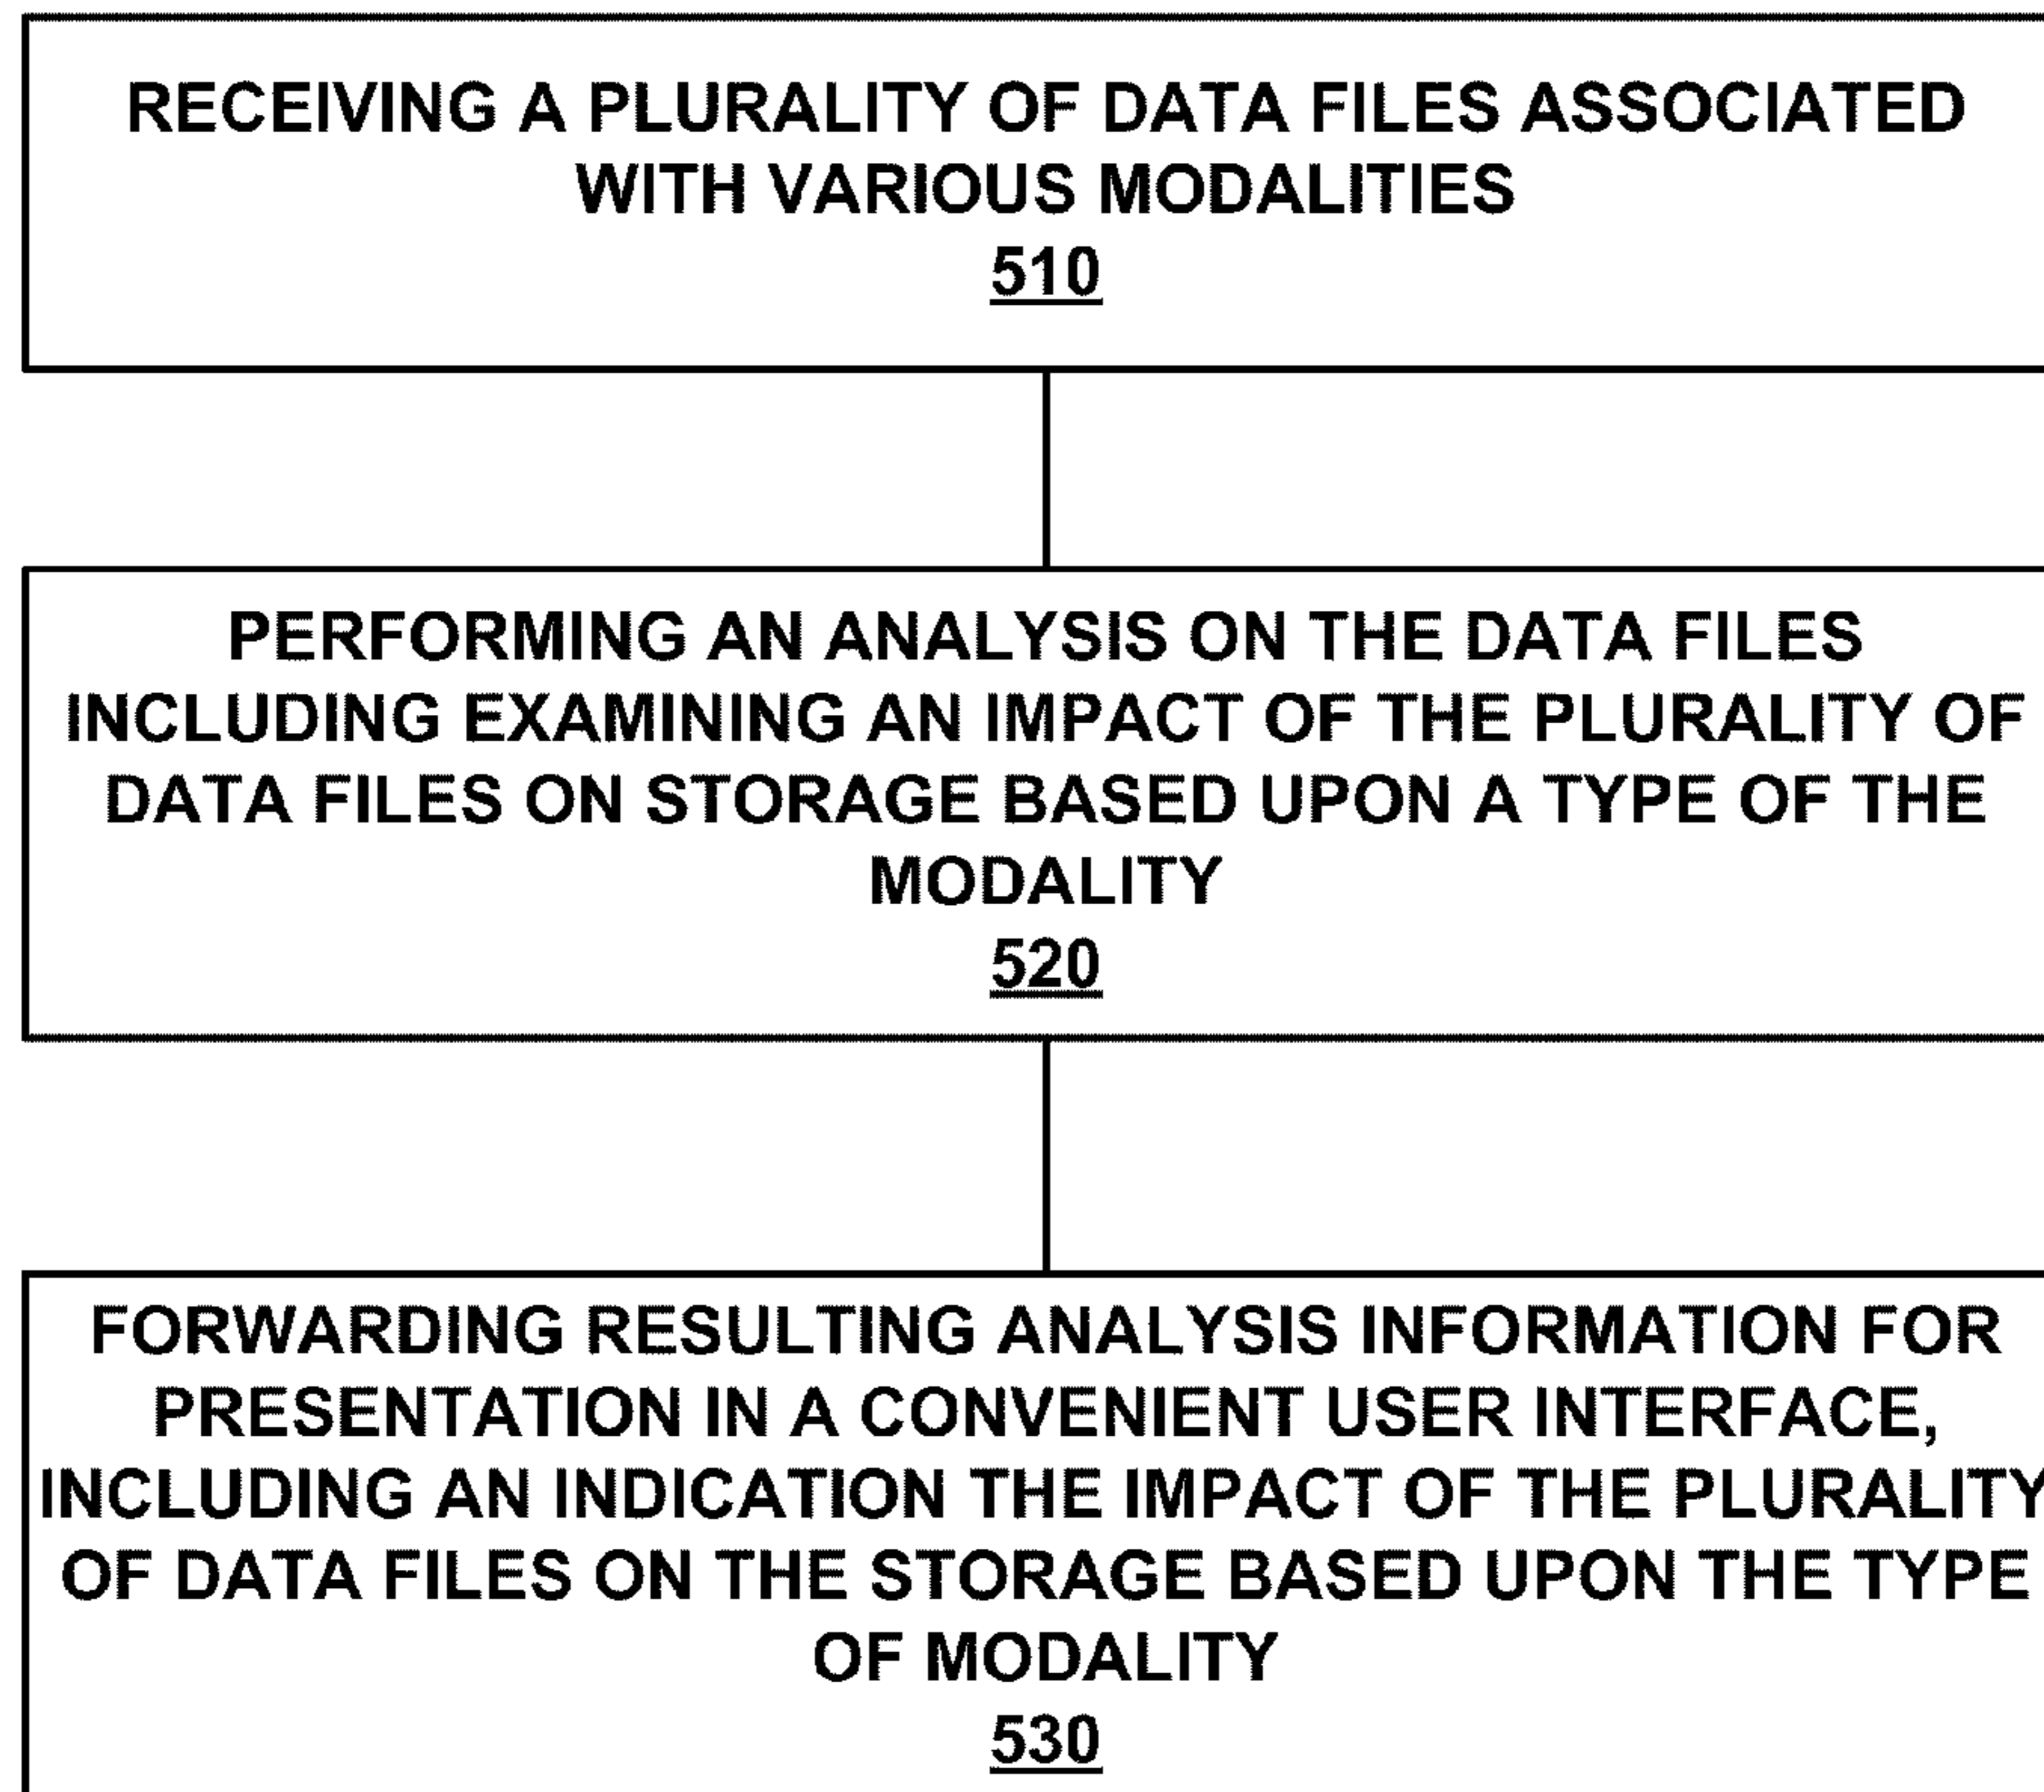 RECEIVING A PLURALITY OF DATA FILES ASSOCIATED
WITH VARIOUS MODALITIES
510
PERFORMING AN ANALYSIS ON THE DATA FILES
INCLUDING EXAMINING AN IMPACT OF THE PLURALITY OF
DATA FILES ON STORAGE BASED UPON A TYPE OF THE
MODALITY
520
FORWARDING RESULTING ANALYSIS INFORMATION FOR
PRESENTATION IN A CONVENIENT USER INTERFACE,
INCLUDING AN INDICATION THE IMPACT OF THE PLURALITY
OF DATA FILES ON THE STORAGE BASED UPON THE TYPE
OF MODALITY
530